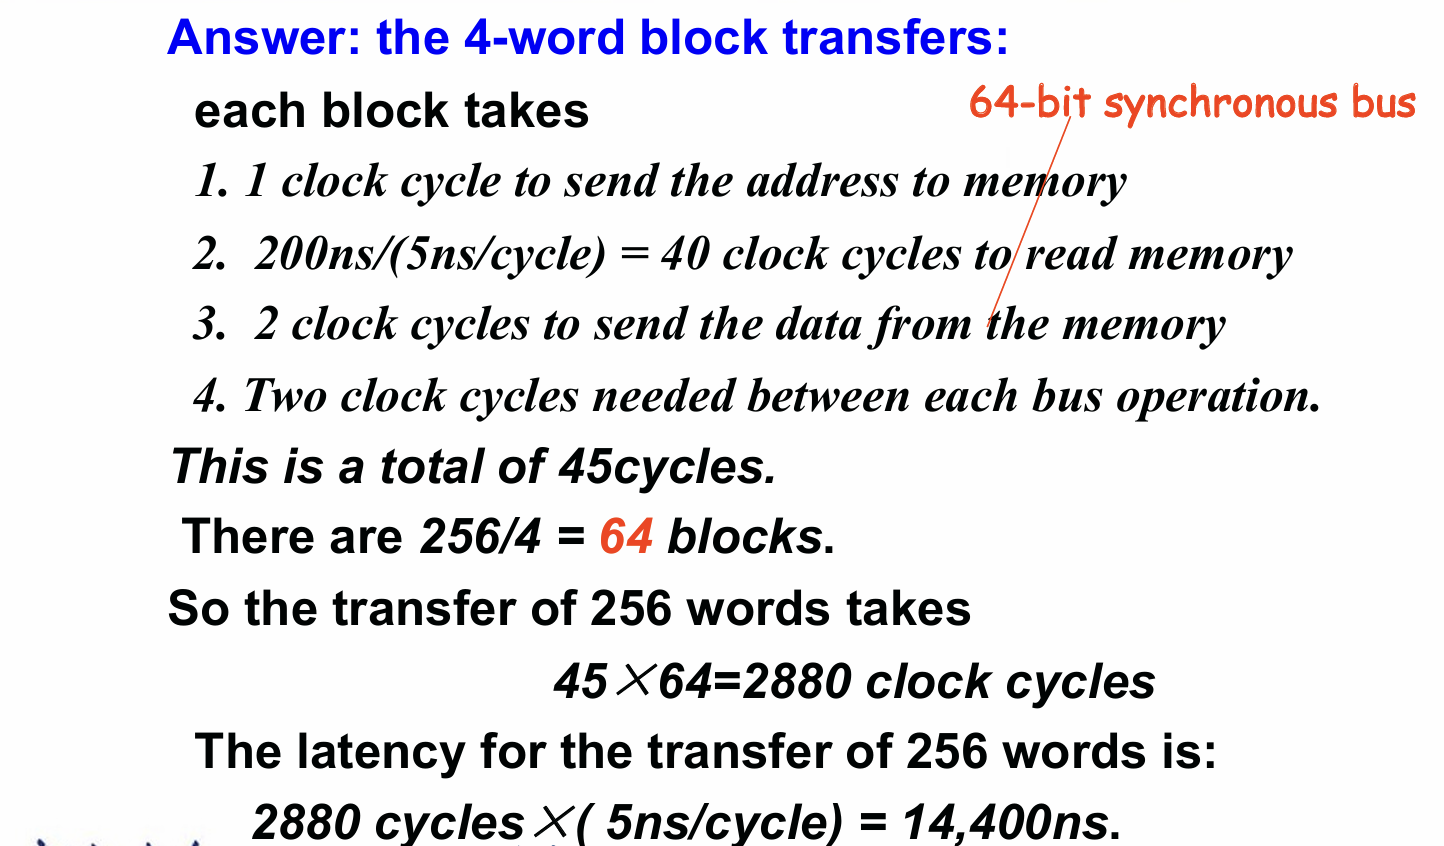 Answer: the 4-word block transfers:
each block takes
64-bit synchronous bus
1. 1 clock cycle to send the address to memory
2. 200ns/(5ns/cycle) = 40 clock cycles to read memory
3. 2 clock cycles to send the data from the memory
4. Two clock cycles needed between each bus operation.
This is a total of 45cycles.
There are 256/4 = 64 blocks.
So the transfer of 256 words takes
45×64=2880 clock cycles
The latency for the transfer of 256 words is:
2880 cycles×( 5ns/cycle) = 14,400ns.